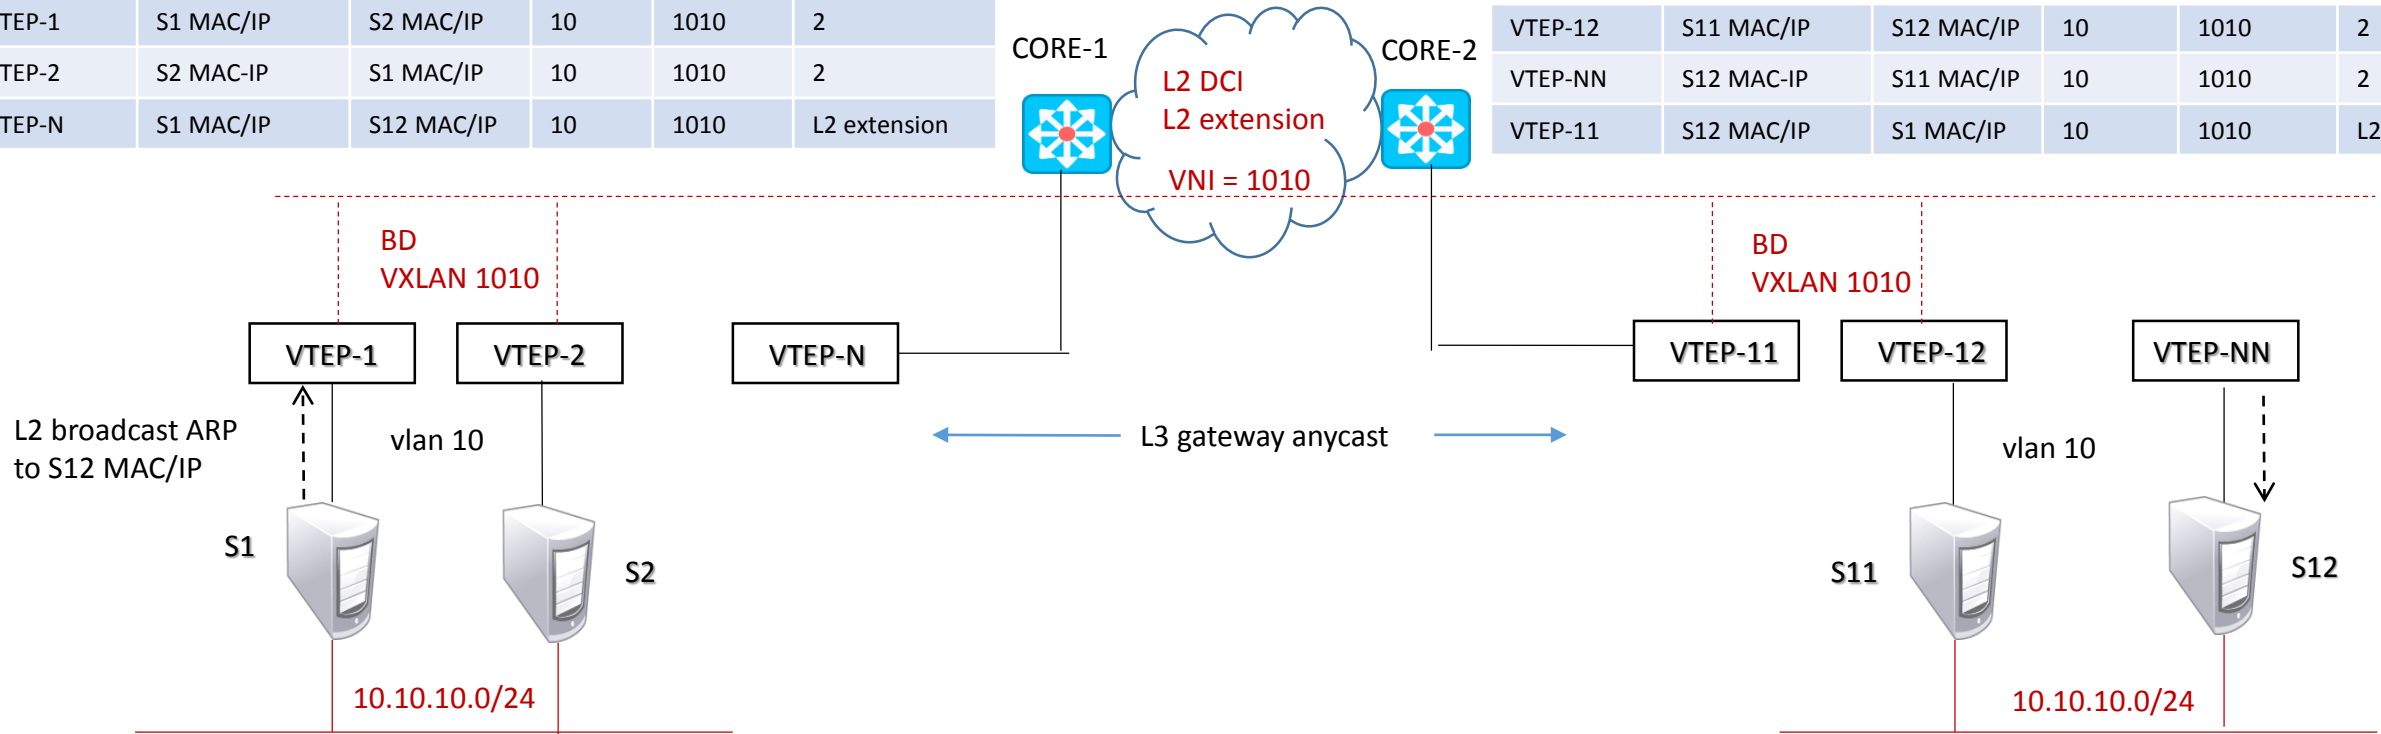 TEP-1 S1 MAC/IP S2 MAC/IP 10 1010 2
TEP-2 S2 MAC-IP S1 MAC/IP 10 1010 2
TEP-N S1 MAC/IP S12 MAC/IP 10 1010 L2 extension
CORE-1
L2 DCI
L2 extension
VNI = 1010
CORE-2
VTEP-12 S11 MAC/IP S12 MAC/IP 10 1010 2
VTEP-NN S12 MAC-IP S11 MAC/IP 10 1010 2
VTEP-11 S12 MAC/IP S1 MAC/IP 10 1010 L2
BD
VXLAN 1010
BD
VXLAN 1010
VTEP-1
VTEP-2
VTEP-N
VTEP-11
VTEP-12
VTEP-NN
L2 broadcast ARP
to S12 MAC/IP
vlan 10
L3 gateway anycast
vlan 10
S1
S2
S11
S12
10.10.10.0/24
10.10.10.0/24